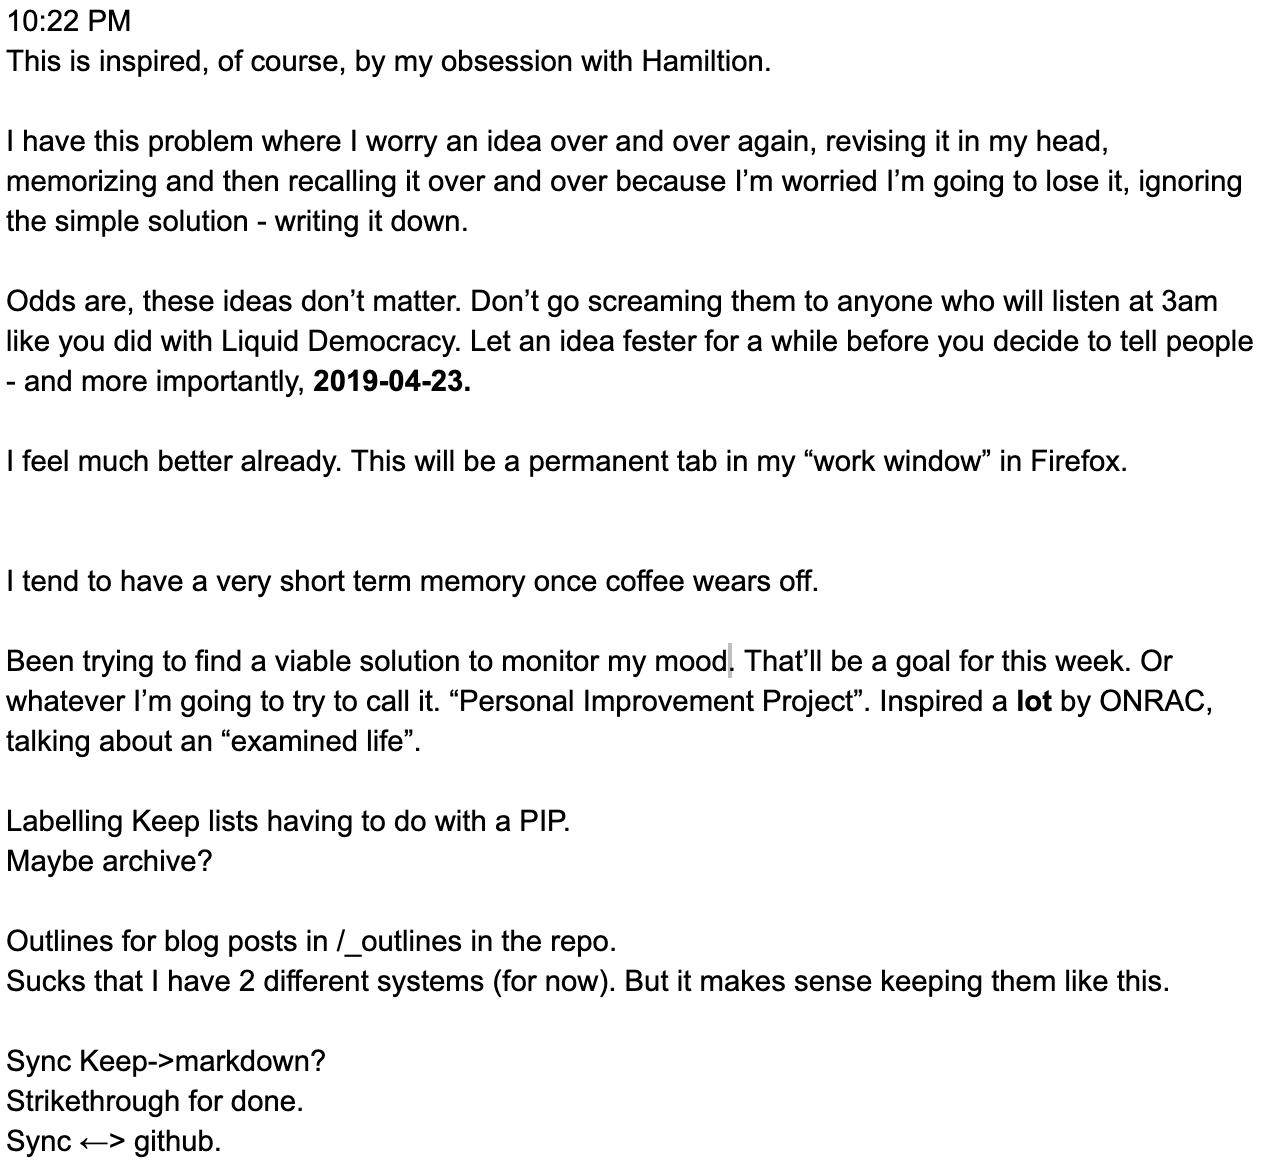 10:22 PM
This is inspired, of course, by my obsession with Hamiltion.
I have this problem where I worry an idea over and over again, revising it in my head,
memorizing and then recalling it over and over because I’m worried I’m going to lose it, ignoring
the simple solution - writing it down.
Odds are, these ideas don’t matter. Don’t go screaming them to anyone who will listen at 3am
like you did with Liquid Democracy. Let an idea fester for a while before you decide to tell people
- and more importantly, 2019-04-23.
I feel much better already. This will be a permanent tab in my “work window” in Firefox.
I tend to have a very short term memory once coffee wears off.
Been trying to find a viable solution to monitor my mood. That’ll be a goal for this week. Or
whatever I’m going to try to call it. “Personal Improvement Project”. Inspired a lot by ONRAC,
talking about an “examined life”.
Labelling Keep lists having to do with a PIP.
Maybe archive?
Outlines for blog posts in /_outlines in the repo.
Sucks that I have 2 different systems (for now). But it makes sense keeping them like this.
Sync Keep->markdown?
Strikethrough for done.
Sync ←> github.